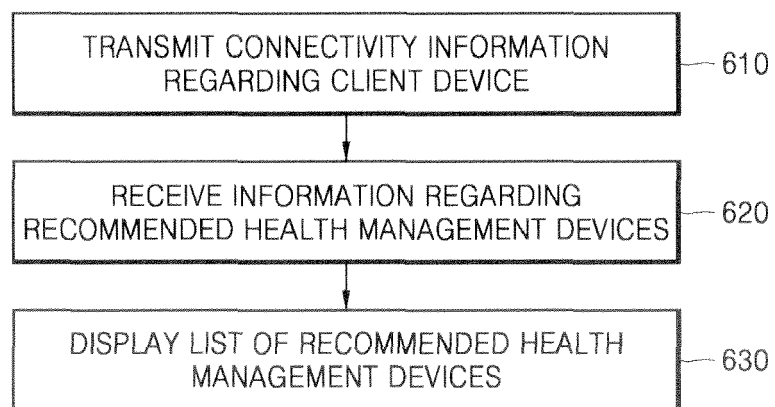 TRANSMIT CONNECTIVITY INFORMATION
REGARDING CLIENT DEVICE
610
RECEIVE INFORMATION REGARDING
RECOMMENDED HEALTH MANAGEMENT DEVICES
620
DISPLAY LIST OF RECOMMENDED HEALTH
MANAGEMENT DEVICES
630